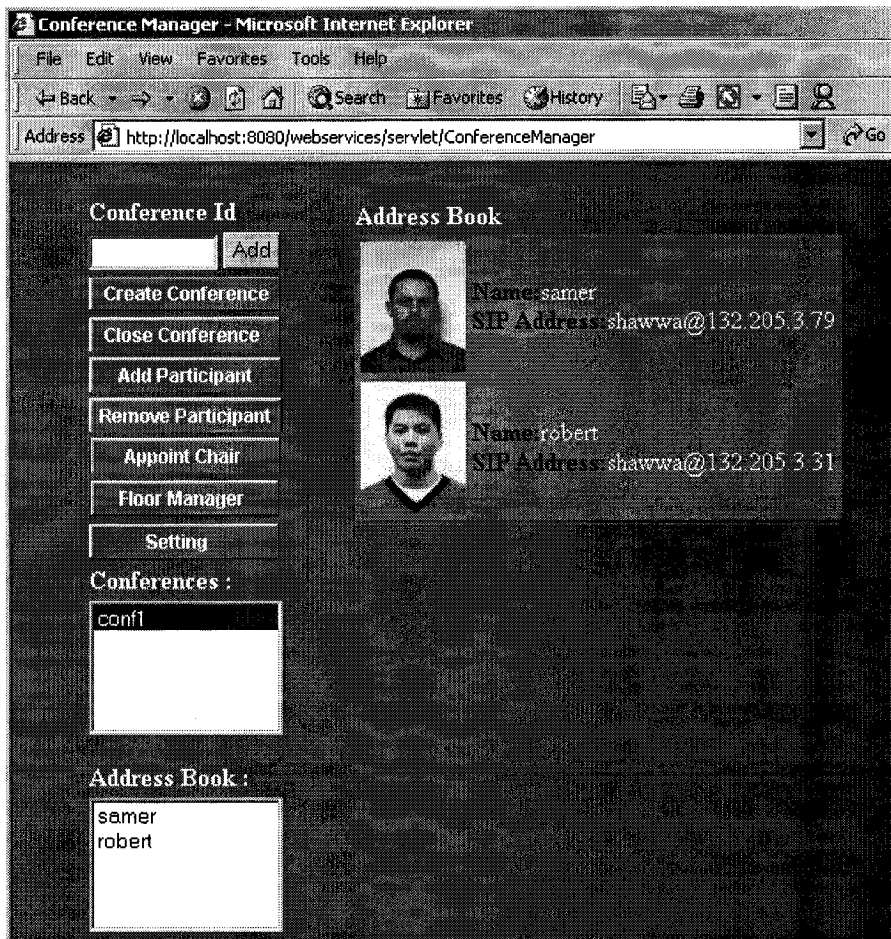 Conference Manager - Microsoft Internet Explorer
File Edit View Favorites Tools Help
Back Search Favorites History
Address http://localhost:8080/webservices/servlet/ConferenceManager Go
Conference Id
Add
Create Conference
Close Conference
Add Participant
Remove Participant
Appoint Chair
Floor Manager
Setting
Conferences :
conf1
Address Book :
samer
robert
Address Book
Name:samer
SIP Address:shawwa@132.205.3.79
Name:robert
SIP Address:shawwa@132.205.3.31